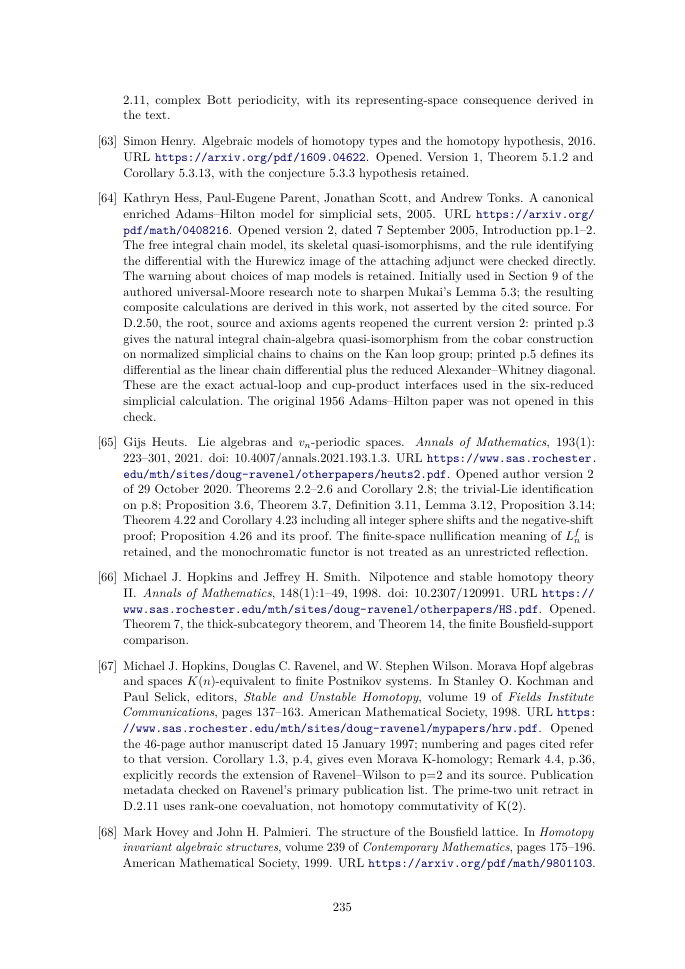 2.11, complex Bott periodicity, with its representing-space consequence derived in
the text.
[63] Simon Henry. Algebraic models of homotopy types and the homotopy hypothesis, 2016.
URL https://arxiv.org/pdf/1609.04622. Opened. Version 1, Theorem 5.1.2 and
Corollary 5.3.13, with the conjecture 5.3.3 hypothesis retained.
[64] Kathryn Hess, Paul-Eugene Parent, Jonathan Scott, and Andrew Tonks. A canonical
enriched Adams–Hilton model for simplicial sets, 2005. URL https://arxiv.org/
pdf/math/0408216. Opened version 2, dated 7 September 2005, Introduction pp.1–2.
The free integral chain model, its skeletal quasi-isomorphisms, and the rule identifying
the differential with the Hurewicz image of the attaching adjunct were checked directly.
The warning about choices of map models is retained. Initially used in Section 9 of the
authored universal-Moore research note to sharpen Mukai's Lemma 5.3; the resulting
composite calculations are derived in this work, not asserted by the cited source. For
D.2.50, the root, source and axioms agents reopened the current version 2: printed p.3
gives the natural integral chain-algebra quasi-isomorphism from the cobar construction
on normalized simplicial chains to chains on the Kan loop group; printed p.5 defines its
differential as the linear chain differential plus the reduced Alexander–Whitney diagonal.
These are the exact actual-loop and cup-product interfaces used in the six-reduced
simplicial calculation. The original 1956 Adams–Hilton paper was not opened in this
check.
[65] Gijs Heuts. Lie algebras and vₙ-periodic spaces. Annals of Mathematics, 193(1):
223–301, 2021. doi: 10.4007/annals.2021.193.1.3. URL https://www.sas.rochester.
edu/mth/sites/doug-ravenel/otherpapers/heuts2.pdf. Opened author version 2
of 29 October 2020. Theorems 2.2–2.6 and Corollary 2.8; the trivial-Lie identification
on p.8; Proposition 3.6, Theorem 3.7, Definition 3.11, Lemma 3.12, Proposition 3.14;
Theorem 4.22 and Corollary 4.23 including all integer sphere shifts and the negative-shift
proof; Proposition 4.26 and its proof. The finite-space nullification meaning of Lₙᶠ is
retained, and the monochromatic functor is not treated as an unrestricted reflection.
[66] Michael J. Hopkins and Jeffrey H. Smith. Nilpotence and stable homotopy theory
II. Annals of Mathematics, 148(1):1–49, 1998. doi: 10.2307/120991. URL https://
www.sas.rochester.edu/mth/sites/doug-ravenel/otherpapers/HS.pdf. Opened.
Theorem 7, the thick-subcategory theorem, and Theorem 14, the finite Bousfield-support
comparison.
[67] Michael J. Hopkins, Douglas C. Ravenel, and W. Stephen Wilson. Morava Hopf algebras
and spaces K(n)-equivalent to finite Postnikov systems. In Stanley O. Kochman and
Paul Selick, editors, Stable and Unstable Homotopy, volume 19 of Fields Institute
Communications, pages 137–163. American Mathematical Society, 1998. URL https:
//www.sas.rochester.edu/mth/sites/doug-ravenel/mypapers/hrw.pdf. Opened
the 46-page author manuscript dated 15 January 1997; numbering and pages cited refer
to that version. Corollary 1.3, p.4, gives even Morava K-homology; Remark 4.4, p.36,
explicitly records the extension of Ravenel–Wilson to p=2 and its source. Publication
metadata checked on Ravenel's primary publication list. The prime-two unit retract in
D.2.11 uses rank-one coevaluation, not homotopy commutativity of K(2).
[68] Mark Hovey and John H. Palmieri. The structure of the Bousfield lattice. In Homotopy
invariant algebraic structures, volume 239 of Contemporary Mathematics, pages 175–196.
American Mathematical Society, 1999. URL https://arxiv.org/pdf/math/9801103.
235